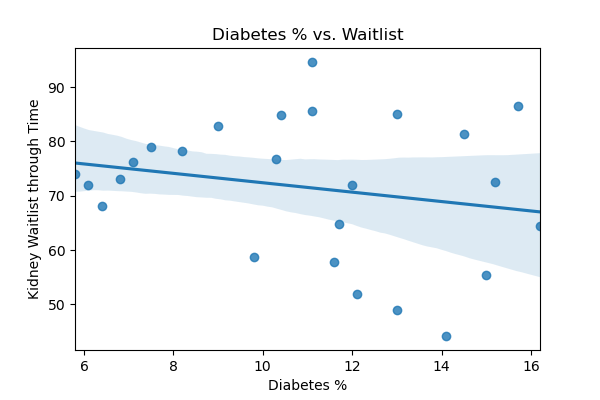 Diabetes % vs. Waitlist
Kidney Waitlist through Time
90
80
70
60
50
6 8 10 12 14 16
Diabetes %